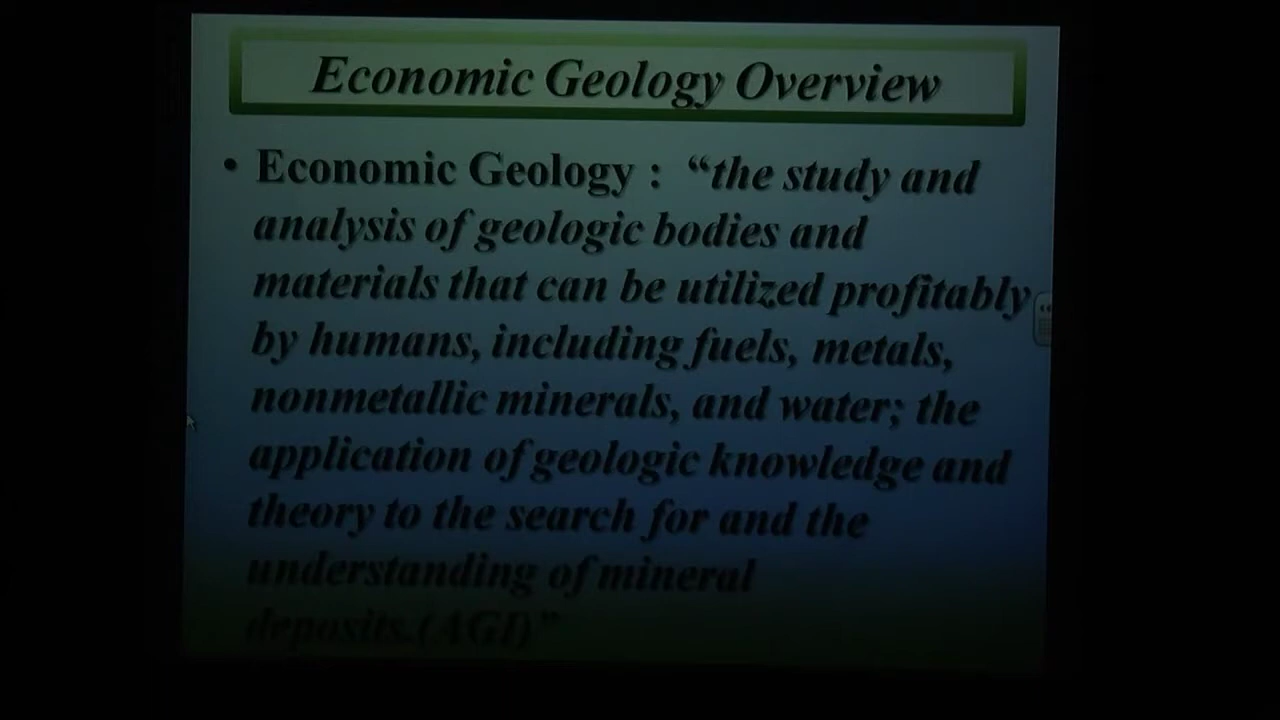 Economic Geology Overview
• Economic Geology : “the study and
analysis of geologic bodies and
materials that can be utilized profitably
by humans, including fuels, metals,
nonmetallic minerals, and water; the
application of geologic knowledge and
theory to the search for and the
understanding of mineral
deposits.(AGI)”